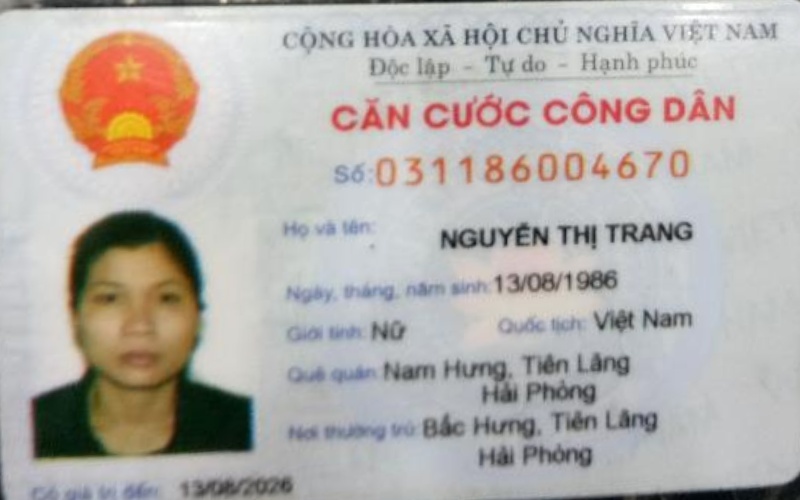 CỘNG HÒA XÃ HỘI CHỦ NGHĨA VIỆT NAM
Độc lập - Tự do - Hạnh phúc
CĂN CƯỚC CÔNG DÂN
Số: 031186004670
Họ và tên: NGUYỄN THỊ TRANG
Ngày, tháng, năm sinh: 13/08/1986
Giới tính: Nữ Quốc tịch: Việt Nam
Quê quán: Nam Hưng, Tiên Lãng
Hải Phòng
Nơi thường trú: Bắc Hưng, Tiên Lãng
Hải Phòng
Có giá trị đến: 13/08/2026